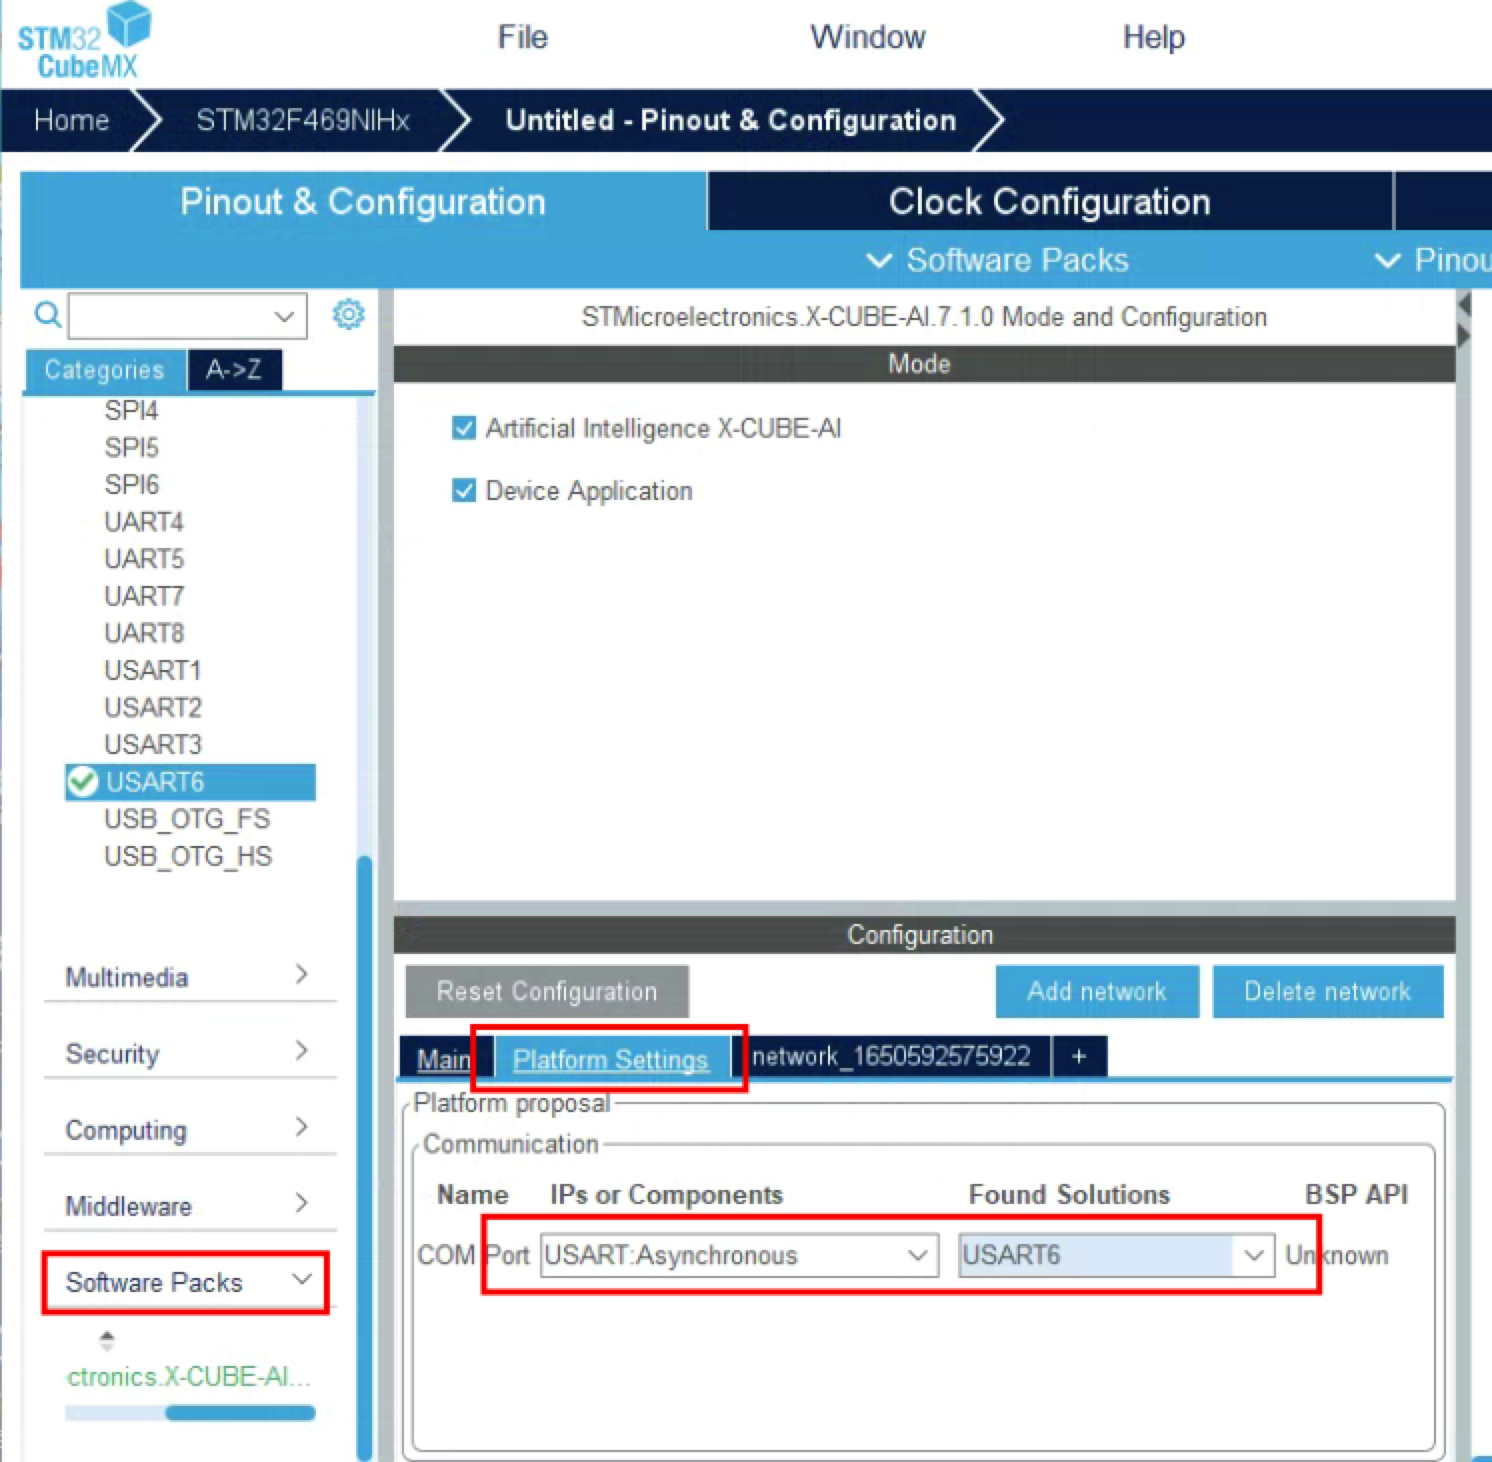 STM32
CubeMX
File
Window
Help
Home
STM32F469NIHx
Untitled - Pinout & Configuration
Pinout & Configuration
Clock Configuration
Software Packs
Pinou
STMicroelectronics.X-CUBE-AI.7.1.0 Mode and Configuration
Categories
A->Z
Mode
SPI4
SPI5
SPI6
UART4
UART5
UART7
UART8
USART1
USART2
USART3
USART6
USB_OTG_FS
USB_OTG_HS
Multimedia
Security
Computing
Middleware
Software Packs
ctronics.X-CUBE-AI...
Artificial Intelligence X-CUBE-AI
Device Application
Configuration
Reset Configuration
Add network
Delete network
Main
Platform Settings
network_1650592575922
+
Platform proposal
Communication
Name
IPs or Components
Found Solutions
BSP API
COM Port
USART:Asynchronous
USART6
Unknown